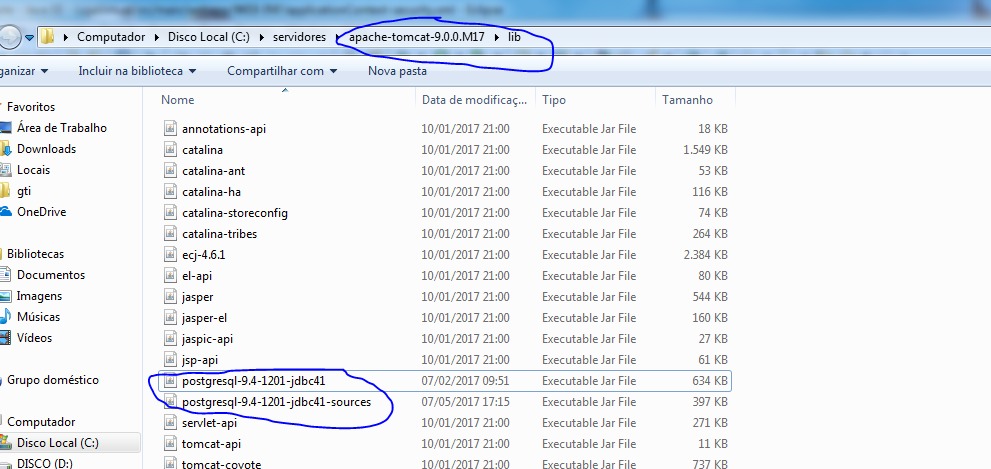 Computador Disco Local (C:) servidores apache-tomcat-9.0.0.M17 lib
ganizar Incluir na biblioteca Compartilhar com Nova pasta
Favoritos
Área de Trabalho
Downloads
Locais
gti
OneDrive
Bibliotecas
Documentos
Imagens
Músicas
Vídeos
Grupo doméstico
Computador
Disco Local (C:)
DISCO (D:)
Nome Data de modificaç... Tipo Tamanho
annotations-api 10/01/2017 21:00 Executable Jar File 18 KB
catalina 10/01/2017 21:00 Executable Jar File 1.549 KB
catalina-ant 10/01/2017 21:00 Executable Jar File 53 KB
catalina-ha 10/01/2017 21:00 Executable Jar File 116 KB
catalina-storeconfig 10/01/2017 21:00 Executable Jar File 74 KB
catalina-tribes 10/01/2017 21:00 Executable Jar File 264 KB
ecj-4.6.1 10/01/2017 21:00 Executable Jar File 2.384 KB
el-api 10/01/2017 21:00 Executable Jar File 80 KB
jasper 10/01/2017 21:00 Executable Jar File 544 KB
jasper-el 10/01/2017 21:00 Executable Jar File 160 KB
jaspic-api 10/01/2017 21:00 Executable Jar File 27 KB
jsp-api 10/01/2017 21:00 Executable Jar File 61 KB
postgresql-9.4-1201-jdbc41 07/02/2017 09:51 Executable Jar File 634 KB
postgresql-9.4-1201-jdbc41-sources 07/05/2017 17:15 Executable Jar File 397 KB
servlet-api 10/01/2017 21:00 Executable Jar File 271 KB
tomcat-api 10/01/2017 21:00 Executable Jar File 11 KB
tomcat-coyote 10/01/2017 21:00 Executable Jar File 737 KB